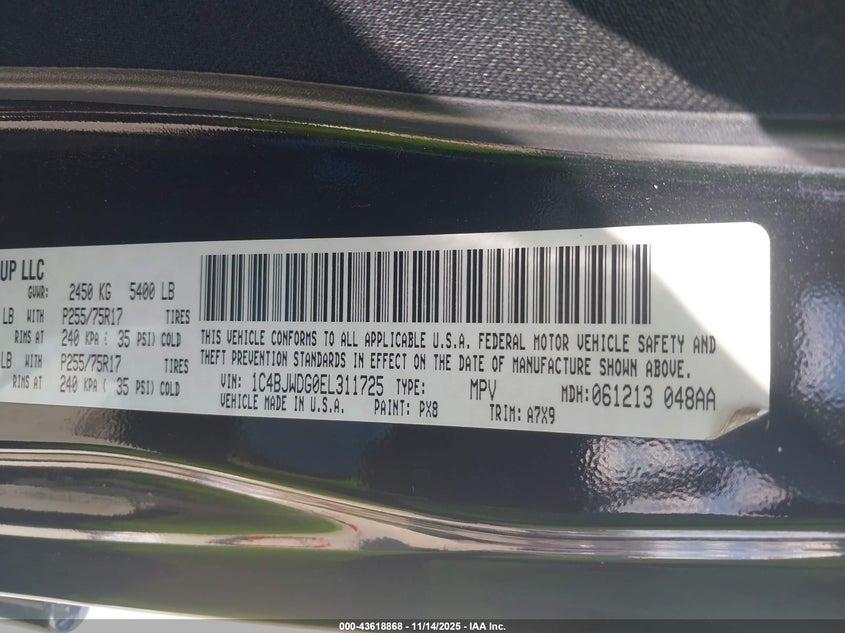 UP LLC
GVWR: 2450 KG 5400 LB
LB WITH P255/75R17 TIRES
RIMS AT 240 KPA ( 35 PSI) COLD
LB WITH P255/75R17 TIRES
RIMS AT 240 KPA ( 35 PSI) COLD
THIS VEHICLE CONFORMS TO ALL APPLICABLE U.S.A. FEDERAL MOTOR VEHICLE SAFETY AND
THEFT PREVENTION STANDARDS IN EFFECT ON THE DATE OF MANUFACTURE SHOWN ABOVE.
VIN: 1C4BJWDG0EL311725 TYPE: MPV MDH: 061213 048AA
VEHICLE MADE IN U.S.A. PAINT: PX8 TRIM: A7X9
000-43618868 - 11/14/2025 - IAA Inc.